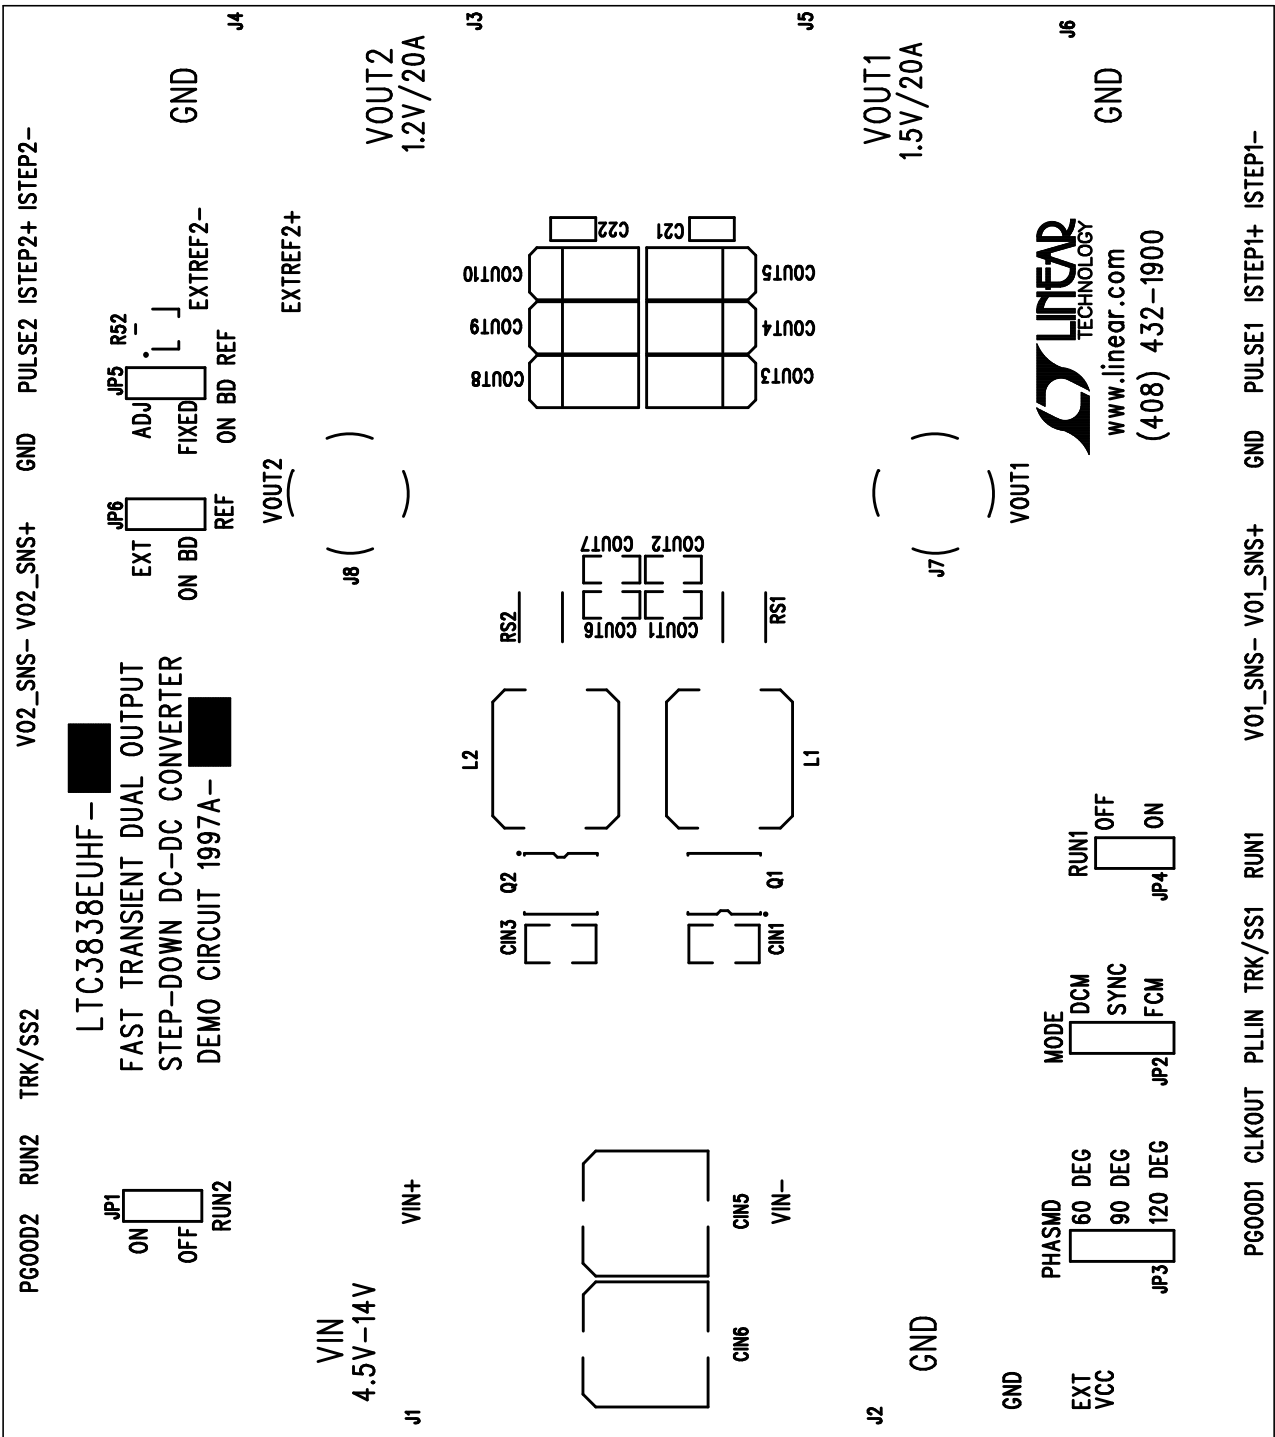 PGOOD2 RUN2 TRK/SS2 VO2_SNS- VO2_SNS+ GND PULSE2 ISTEP2+ ISTEP2-
LTC3838EUHF-
FAST TRANSIENT DUAL OUTPUT
STEP-DOWN DC-DC CONVERTER
DEMO CIRCUIT 1997A-
JP1
ON
OFF
RUN2
JP6
EXT
ON BD
REF
JP5
ADJ
FIXED
ON BD REF
R52
EXTREF2-
EXTREF2+
GND
J4
VIN
4.5V-14V
J1
VIN+
VOUT2
J8
VOUT2
1.2V/20A
J3
L2
Q2
CIN3
RS2
COUT7
COUT6
COUT2
COUT1
RS1
COUT10
COUT9
COUT8
C22
C21
COUT5
COUT4
COUT3
CIN6
CIN5
VIN-
CIN1
Q1
L1
J5
VOUT1
1.5V/20A
J7
VOUT1
J2
GND
GND
EXT
VCC
PHASMD
60 DEG
90 DEG
120 DEG
JP3
MODE
DCM
SYNC
FCM
JP2
RUN1
OFF
ON
JP4
LINEAR
TECHNOLOGY
www.linear.com
(408) 432-1900
GND
J6
PGOOD1 CLKOUT PLLIN TRK/SS1 RUN1 VO1_SNS- VO1_SNS+ GND PULSE1 ISTEP1+ ISTEP1-